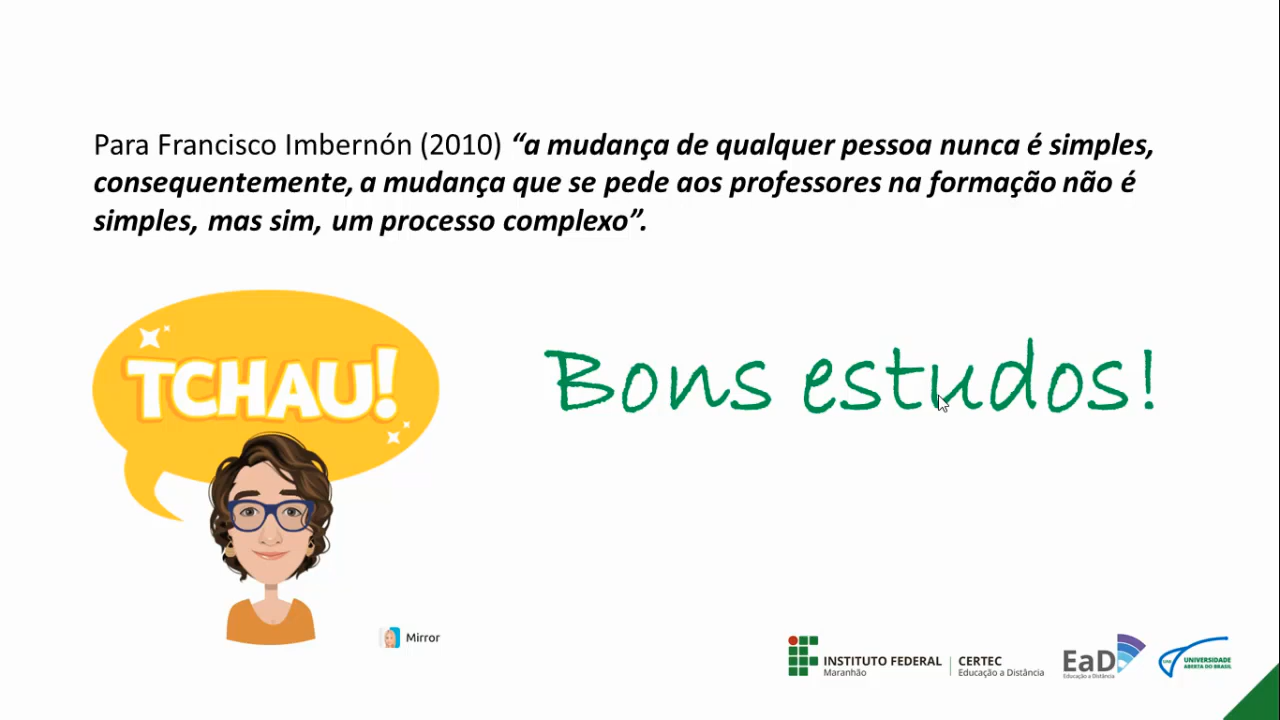 Para Francisco Imbernón (2010) “a mudança de qualquer pessoa nunca é simples,
consequentemente, a mudança que se pede aos professores na formação não é
simples, mas sim, um processo complexo”.
TCHAU!
Bons estudos!
Mirror
INSTITUTO FEDERAL
Maranhão
CERTEC
Educação a Distância
EaD
Educação a Distância
UNIVERSIDADE
ABERTA DO BRASIL